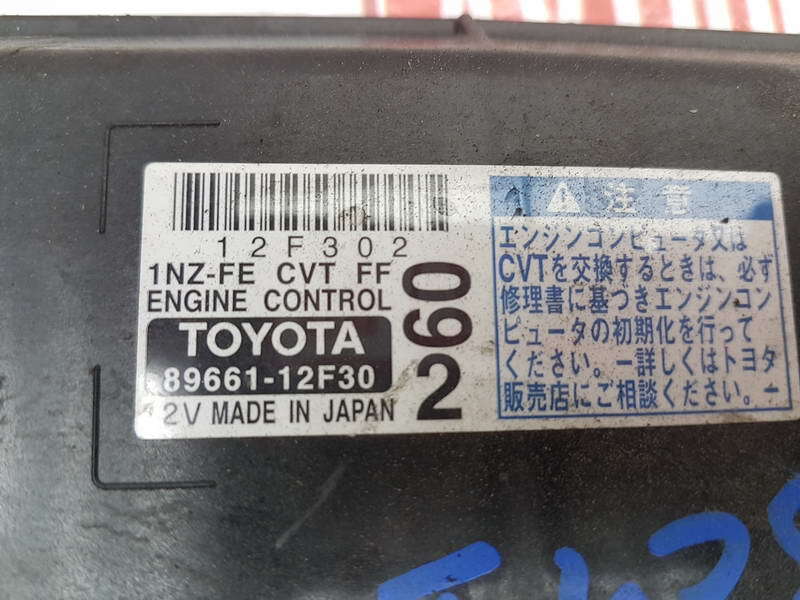 12F302
1NZ-FE CVT FF
ENGINE CONTROL
TOYOTA
89661-12F30
12V MADE IN JAPAN
260
注意
エンジンコンピュータ又は
CVTを交換するときは、必ず
修理書に基づきエンジンコン
ピュータの初期化を行って
ください。ー詳しくはトヨタ
販売店にご相談ください。ー